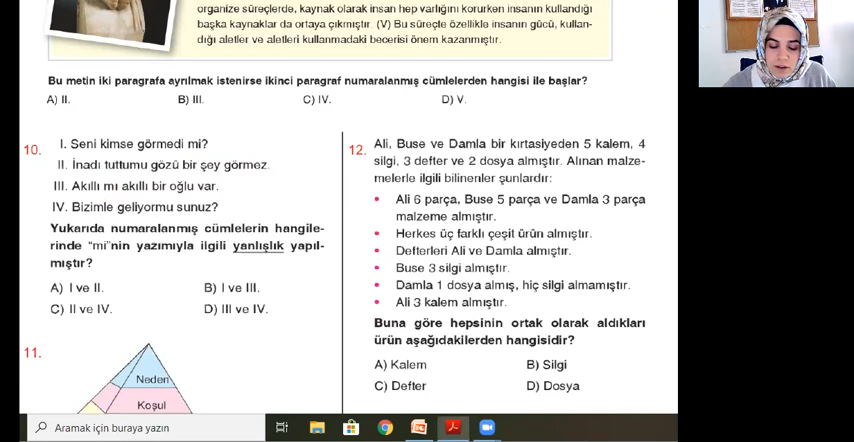 organize süreçlerde, kaynak olarak insan hep varlığını korurken insanın kullandığı
başka kaynaklar da ortaya çıkmıştır. (V) Bu süreçte özellikle insanın gücü, kullan-
dığı aletler ve aletleri kullanmadaki becerisi önem kazanmıştır.
Bu metin iki paragrafa ayrılmak istenirse ikinci paragraf numaralanmış cümlelerden hangisi ile başlar?
A) II. B) III. C) IV. D) V.
10. I. Seni kimse görmedi mi?
II. İnadı tuttumu gözü bir şey görmez.
III. Akıllı mı akıllı bir oğlu var.
IV. Bizimle geliyormu sunuz?
Yukarıda numaralanmış cümlelerin hangile-
rinde "mi"nin yazımıyla ilgili yanlışlık yapıl-
mıştır?
A) I ve II. B) I ve III.
C) II ve IV. D) III ve IV.
11.
Neden
Koşul
12. Ali, Buse ve Damla bir kırtasiyeden 5 kalem, 4
silgi, 3 defter ve 2 dosya almıştır. Alınan malze-
melerle ilgili bilinenler şunlardır:
• Ali 6 parça, Buse 5 parça ve Damla 3 parça
malzeme almıştır.
• Herkes üç farklı çeşit ürün almıştır.
• Defterleri Ali ve Damla almıştır.
• Buse 3 silgi almıştır.
• Damla 1 dosya almış, hiç silgi almamıştır.
• Ali 3 kalem almıştır.
Buna göre hepsinin ortak olarak aldıkları
ürün aşağıdakilerden hangisidir?
A) Kalem B) Silgi
C) Defter D) Dosya
Aramak için buraya yazın